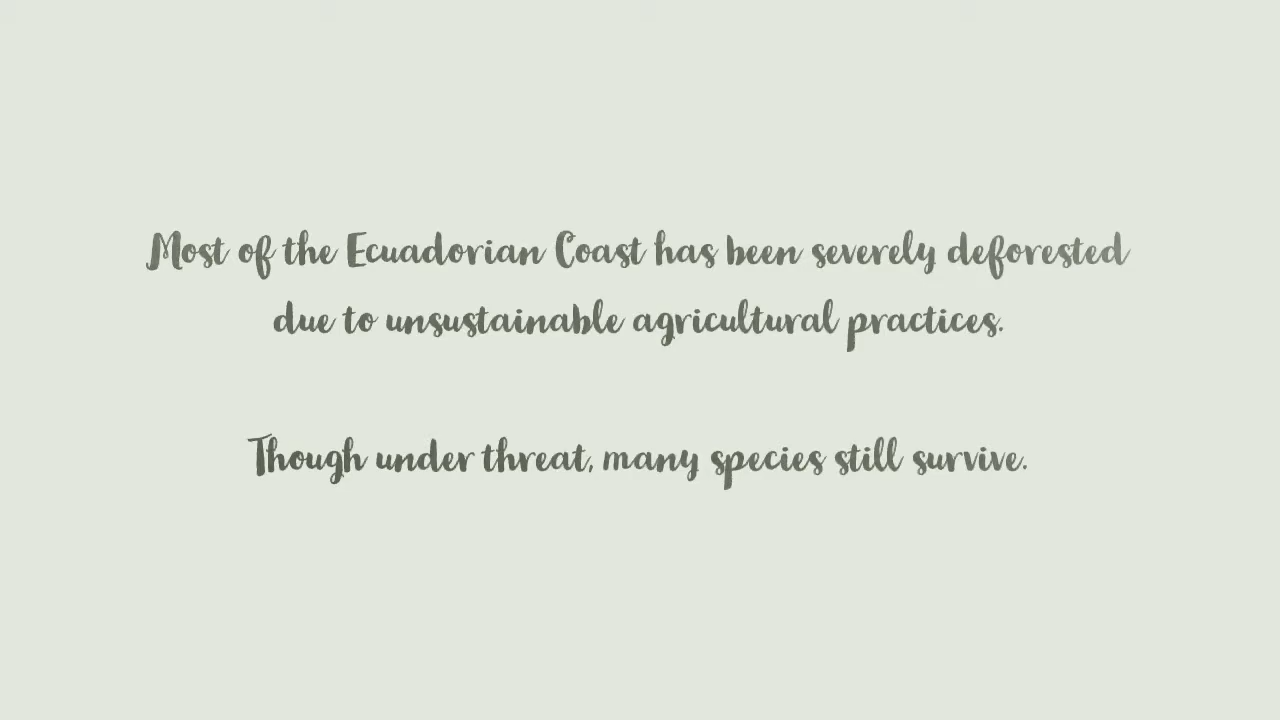 Most of the Ecuadorian Coast has been severely deforested
due to unsustainable agricultural practices.
Though under threat, many species still survive.